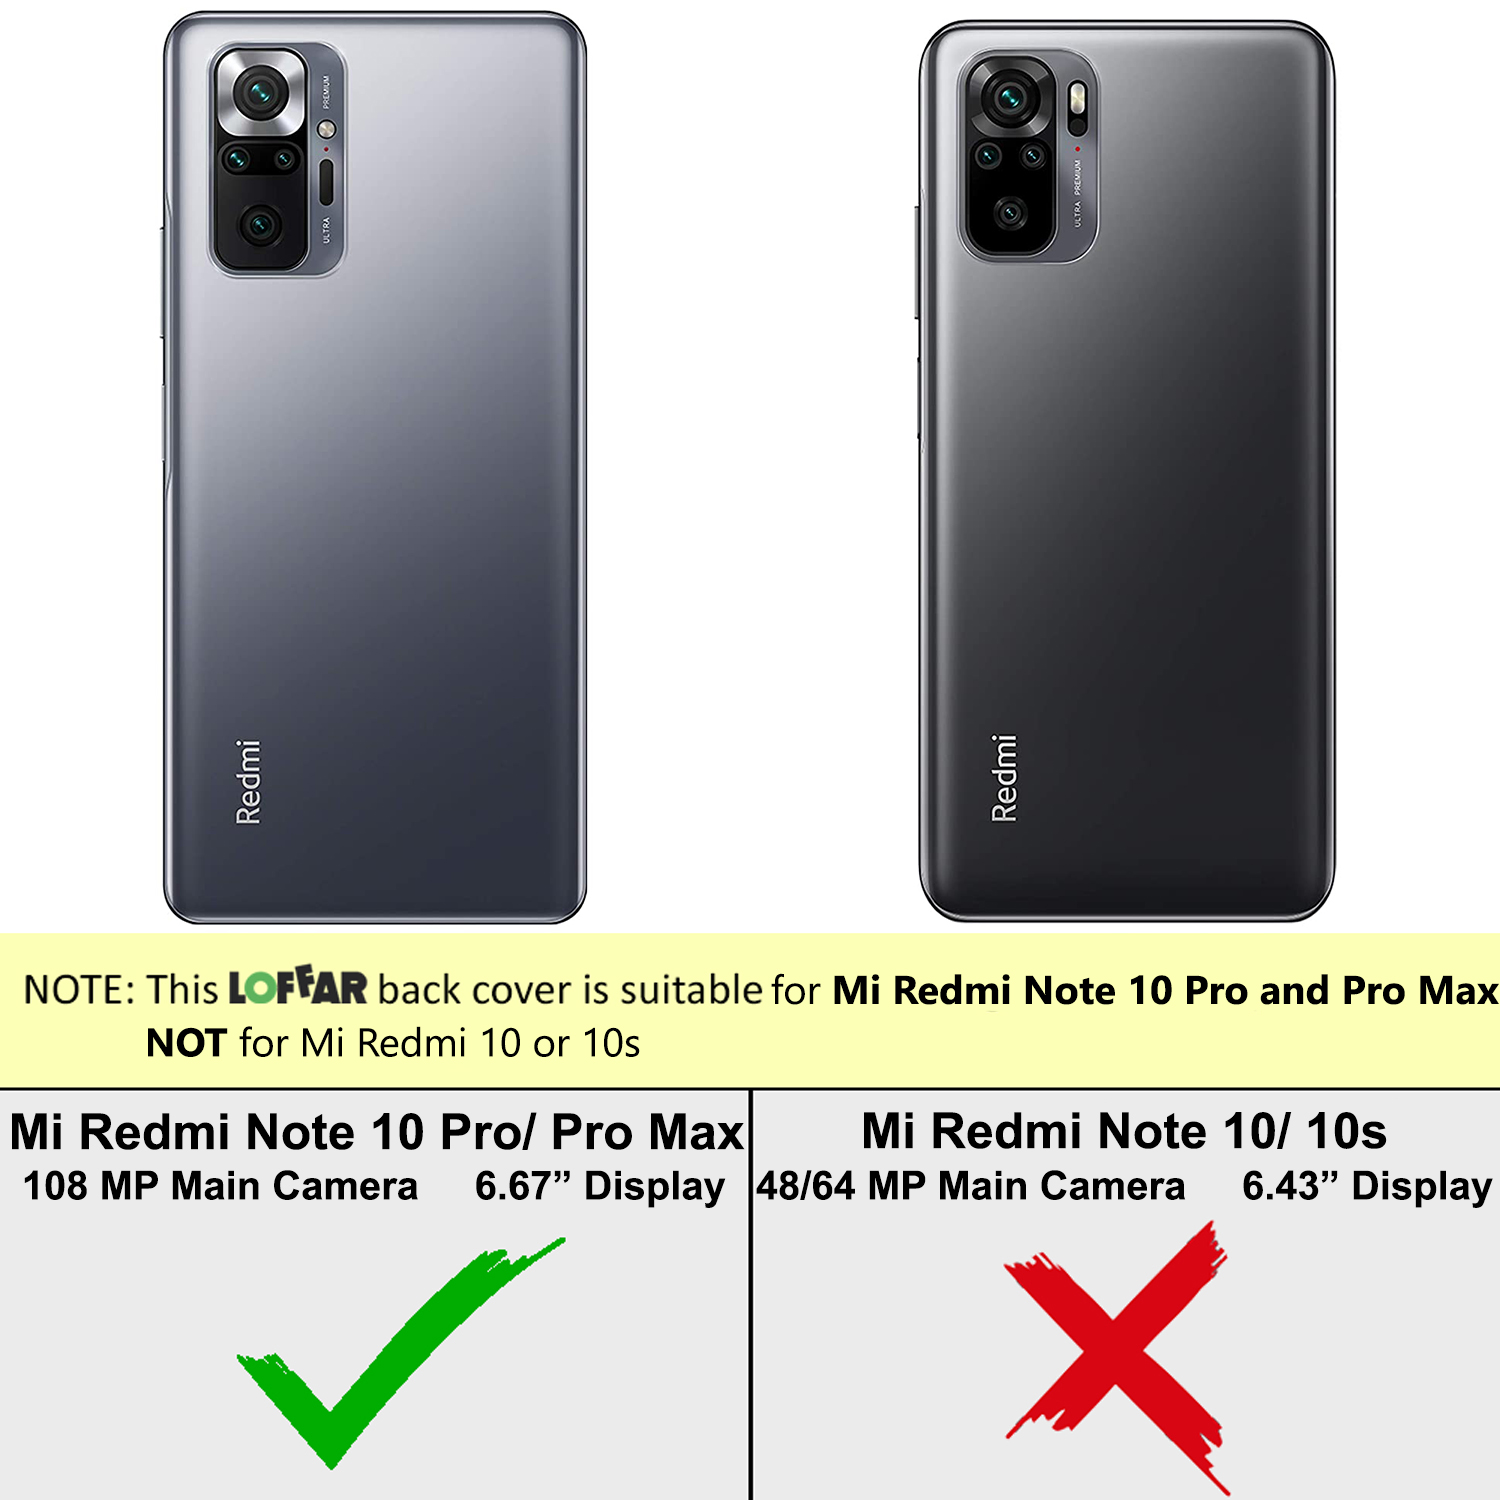 PREMIUM
ULTRA
Redmi
ULTRA PREMIUM
Redmi
NOTE: This LOFFAR back cover is suitable for Mi Redmi Note 10 Pro and Pro Max
NOT for Mi Redmi 10 or 10s
Mi Redmi Note 10 Pro/ Pro Max
108 MP Main Camera 6.67” Display
Mi Redmi Note 10/ 10s
48/64 MP Main Camera 6.43” Display